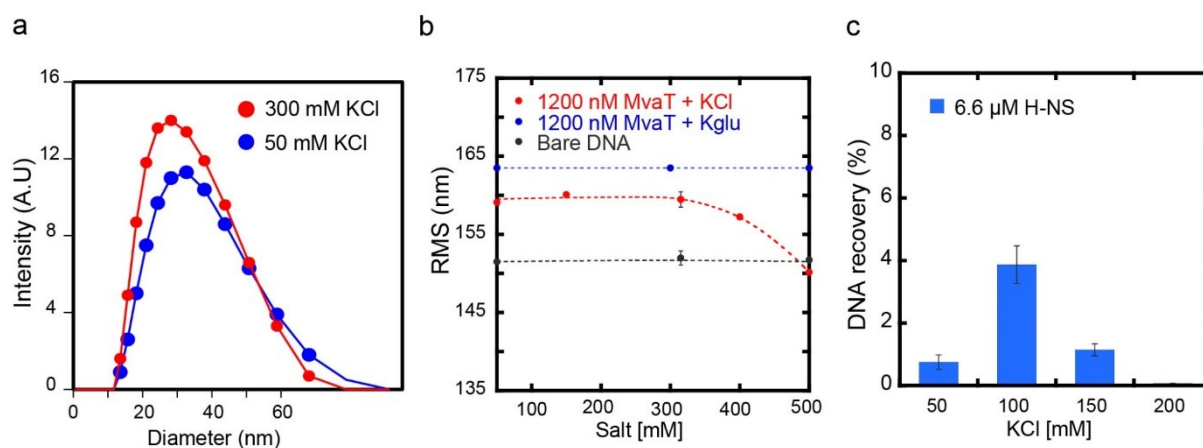 a
16
12
8
4
0
Intensity (A.U)
300 mM KCl
50 mM KCl
0 20 40 60
Diameter (nm)
b
175
165
155
145
135
RMS (nm)
1200 nM MvaT + KCl
1200 nM MvaT + Kglu
Bare DNA
100 200 300 400 500
Salt [mM]
c
10
8
6
4
2
0
DNA recovery (%)
6.6 µM H-NS
50 100 150 200
KCl [mM]